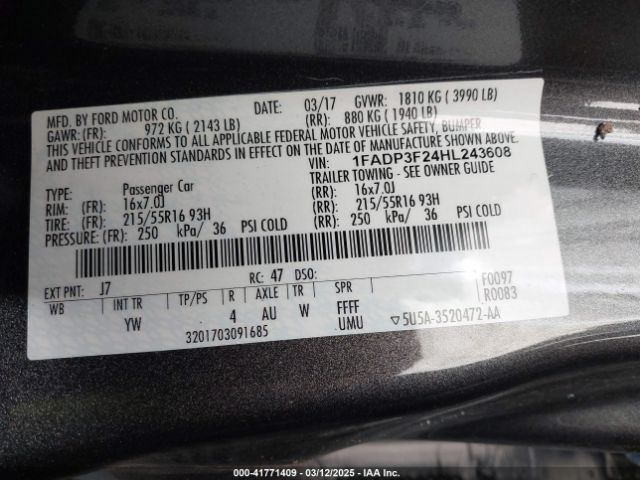 MFD. BY FORD MOTOR CO. DATE: 03/17 GVWR: 1810 KG ( 3990 LB)
GAWR: (FR) 972 KG ( 2143 LB) (RR): 880 KG ( 1940 LB)
THIS VEHICLE CONFORMS TO ALL APPLICABLE FEDERAL MOTOR VEHICLE SAFETY, BUMPER
AND THEFT PREVENTION STANDARDS IN EFFECT ON THE DATE OF MANUFACTURE SHOWN ABOVE.
VIN: 1FADP3F24HL243608
TYPE: Passenger Car TRAILER TOWING - SEE OWNER GUIDE
RIM: (FR) 16x7.0J (RR): 16x7.0J
TIRE: (FR) 215/55R16 93H (RR): 215/55R16 93H
PRESSURE: (FR): 250 kPa/ 36 PSI COLD (RR): 250 kPa/ 36 PSI COLD
EXT PNT: J7 RC: 47 DSO: F0097
WB INT TR TP/PS R AXLE TR SPR R0083
YW 4 AU W FFFF
3201703091685 UMU ▽5U5A-3520472-AA
000-41771409 - 03/12/2025 - IAA Inc.